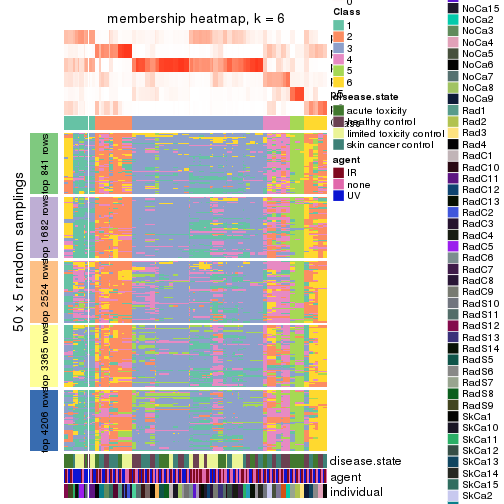 membership heatmap, k = 6
50 x 5 random samplings
top 841 rows
top 1682 rows
top 2524 rows
top 3365 rows
top 4206 rows
disease.state
agent
individual
Class
1
2
3
4
5
6
disease.state
acute toxicity
healthy control
limited toxicity control
skin cancer control
agent
IR
none
UV
NoCa15
NoCa2
NoCa3
NoCa4
NoCa5
NoCa6
NoCa7
NoCa8
NoCa9
Rad1
Rad2
Rad3
Rad4
RadC1
RadC10
RadC11
RadC12
RadC13
RadC2
RadC3
RadC4
RadC5
RadC6
RadC7
RadC8
RadC9
RadS10
RadS11
RadS12
RadS13
RadS14
RadS5
RadS6
RadS7
RadS8
RadS9
SkCa1
SkCa10
SkCa11
SkCa12
SkCa13
SkCa14
SkCa15
SkCa2